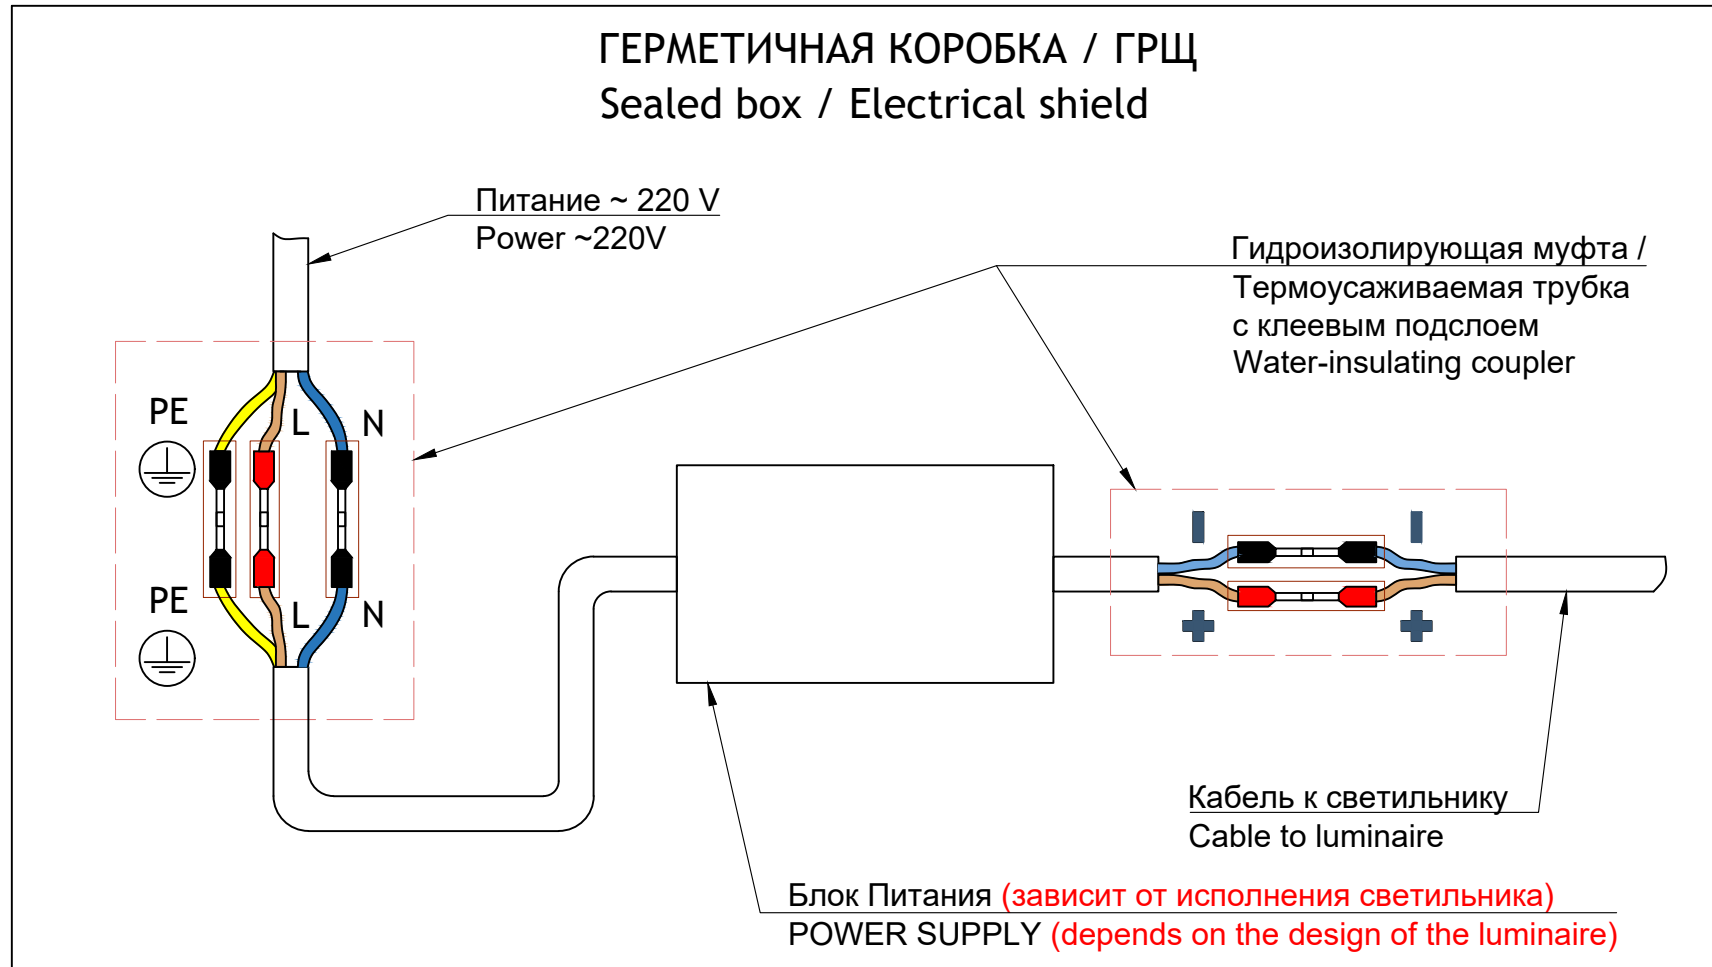 ГЕРМЕТИЧНАЯ КОРОБКА / ГРЩ
Sealed box / Electrical shield
Питание ~ 220 V
Power ~220V
Гидроизолирующая муфта /
Термоусаживаемая трубка
с клеевым подслоем
Water-insulating coupler
PE
L
N
PE
L
N
Кабель к светильнику
Cable to luminaire
Блок Питания (зависит от исполнения светильника)
POWER SUPPLY (depends on the design of the luminaire)